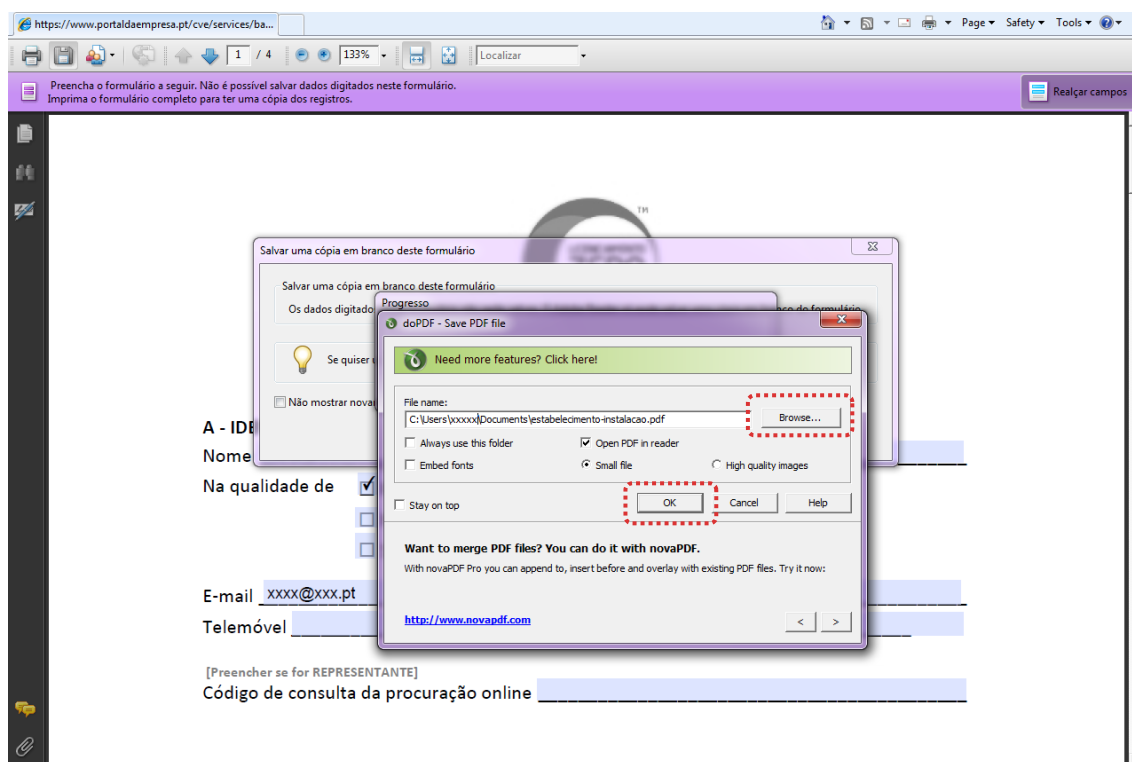 https://www.portaldaempresa.pt/cve/services/ba...
Page
Safety
Tools
1 / 4
133%
Localizar
Preencha o formulário a seguir. Não é possível salvar dados digitados neste formulário.
Imprima o formulário completo para ter uma cópia dos registros.
Realçar campos
TM
Salvar uma cópia em branco deste formulário
Salvar uma cópia em branco deste formulário
Os dados digitado
Progresso
doPDF - Save PDF file
Need more features? Click here!
Se quiser
Não mostrar nova
File name:
C:\Users\xxxxx\Documents\estabelecimento-instalacao.pdf
Browse...
Always use this folder
Open PDF in reader
Embed fonts
Small file
High quality images
Stay on top
OK
Cancel
Help
Want to merge PDF files? You can do it with novaPDF.
With novaPDF Pro you can append to, insert before and overlay with existing PDF files. Try it now:
http://www.novapdf.com
< >
A - IDE
Nome
Na qualidade de
E-mail xxxx@xxx.pt
Telemóvel
[Preencher se for REPRESENTANTE]
Código de consulta da procuração online